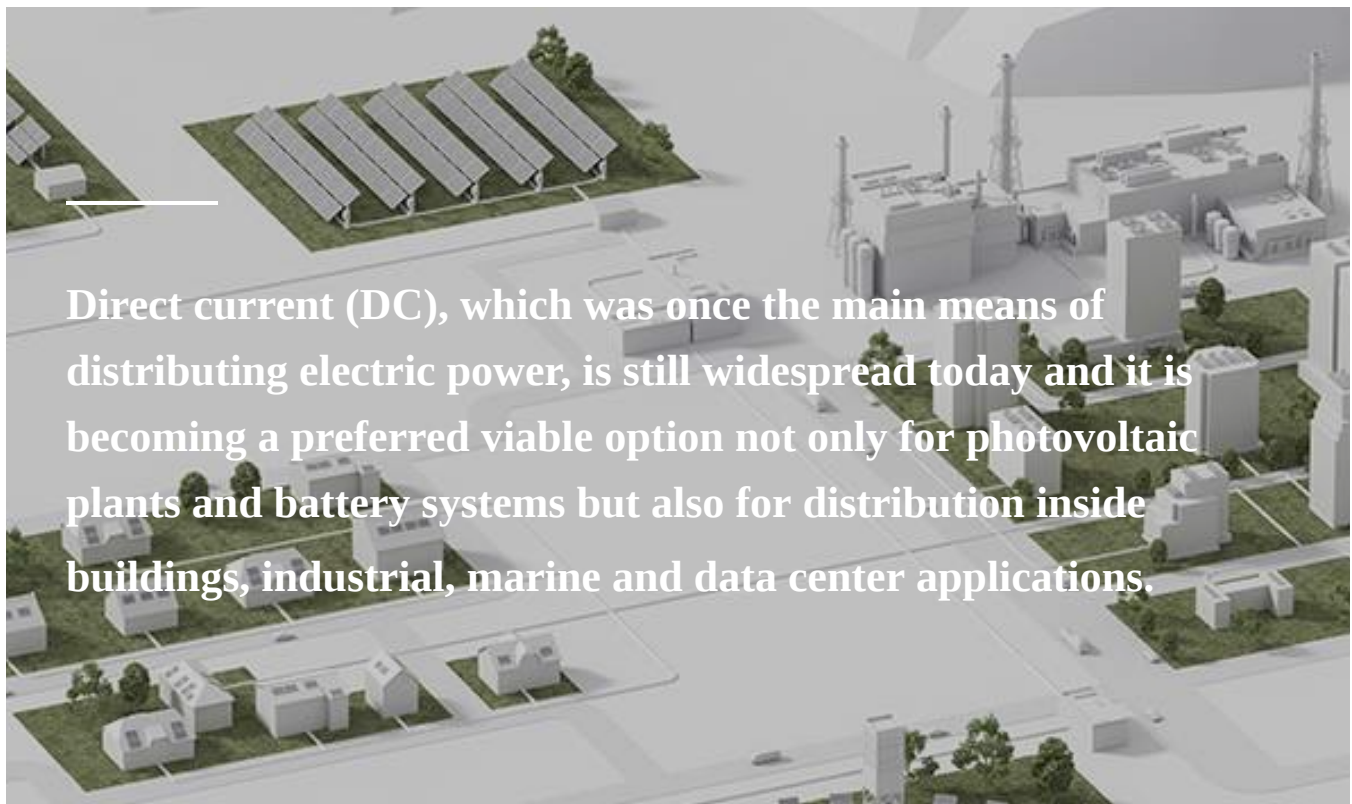 Direct current (DC), which was once the main means of
distributing electric power, is still widespread today and it is
becoming a preferred viable option not only for photovoltaic
plants and battery systems but also for distribution inside
buildings, industrial, marine and data center applications.